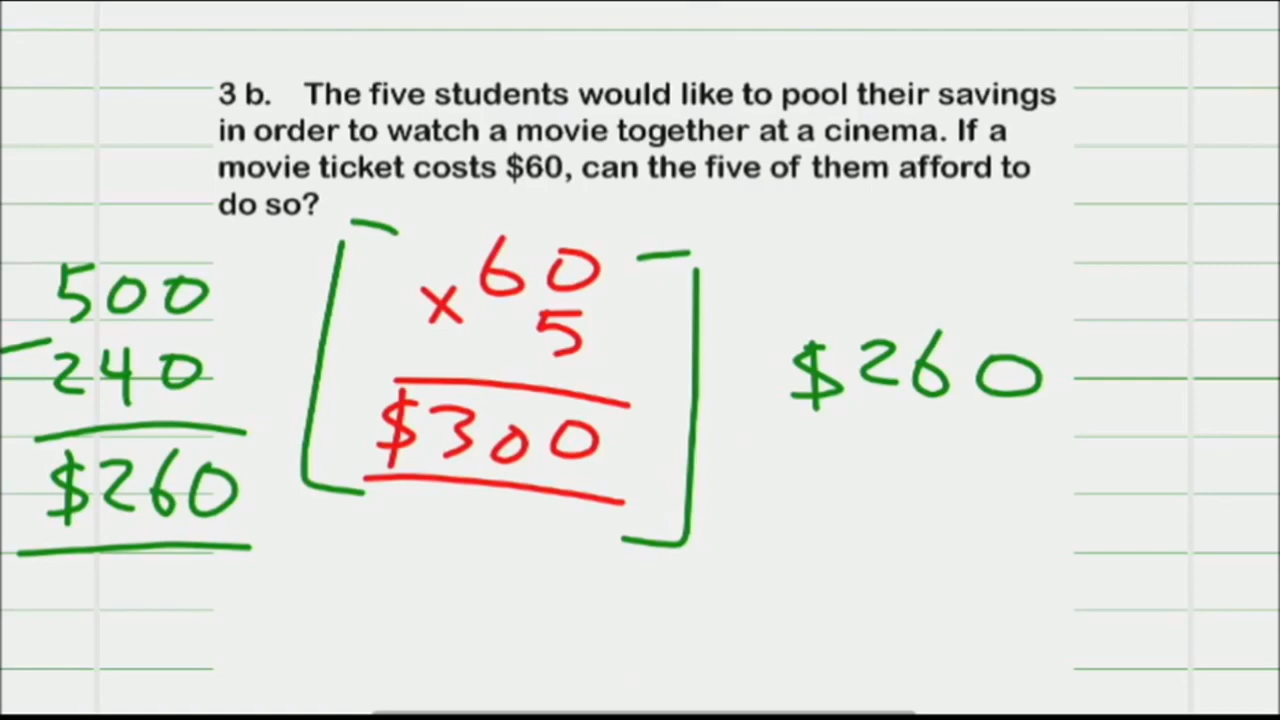 3 b. The five students would like to pool their savings
in order to watch a movie together at a cinema. If a
movie ticket costs $60, can the five of them afford to
do so?
500
- 240
$260
60
x 5
$300
$260